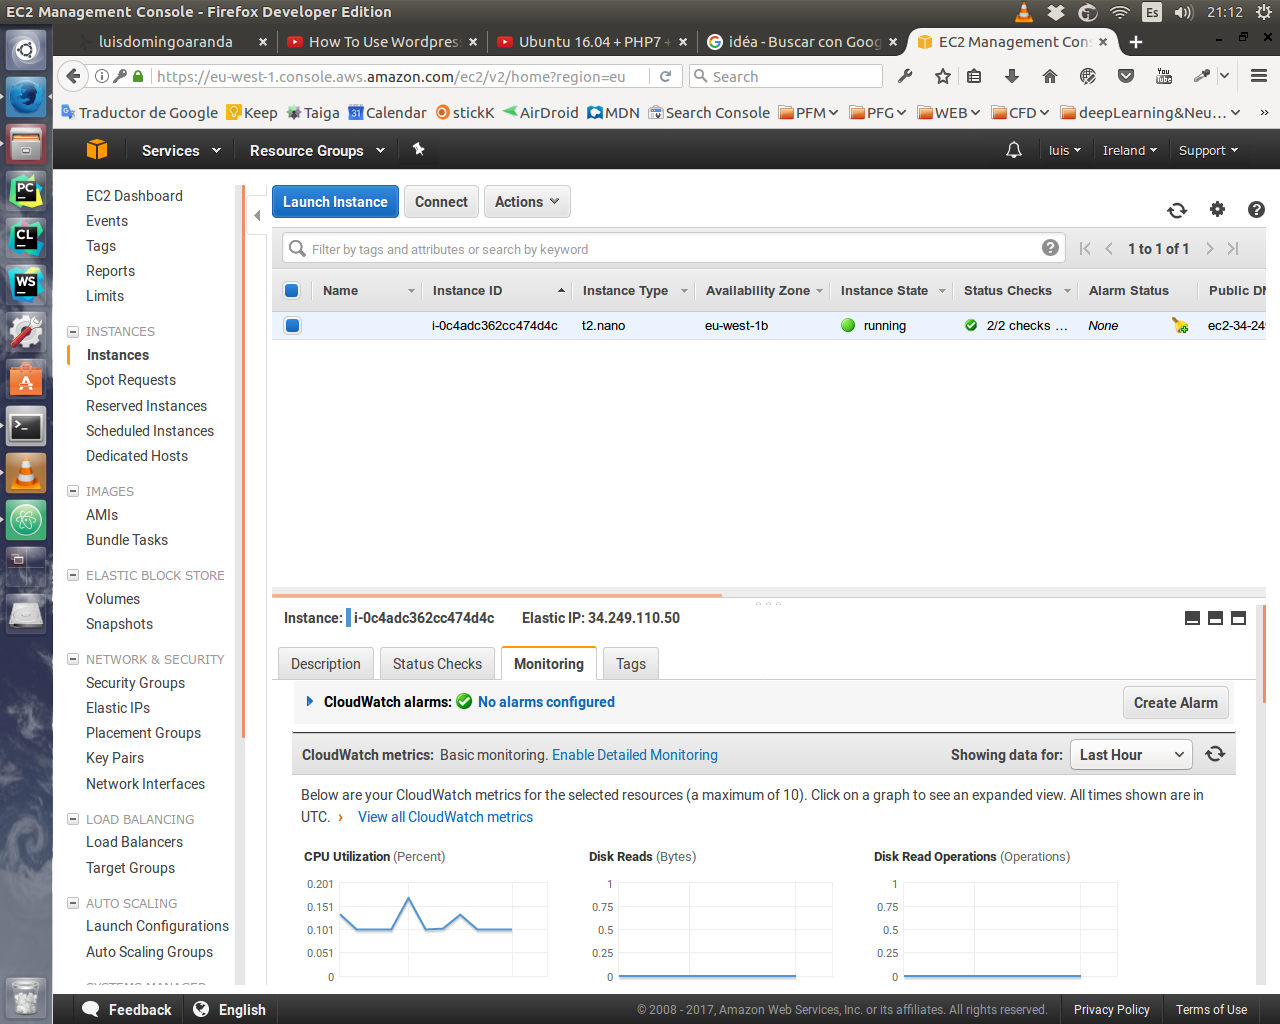 EC2 Management Console - Firefox Developer Edition
Es
21:12
luisdomingoaranda
How To Use Wordpres
Ubuntu 16.04 + PHP7 +
idéa - Buscar con Goog
EC2 Management Con
https://eu-west-1.console.aws.amazon.com/ec2/v2/home?region=eu
Search
Traductor de Google
Keep
Taiga
Calendar
stickK
AirDroid
MDN
Search Console
PFM
PFG
WEB
CFD
deepLearning&Neu...
Services
Resource Groups
luis
Ireland
Support
EC2 Dashboard
Events
Tags
Reports
Limits
INSTANCES
Instances
Spot Requests
Reserved Instances
Scheduled Instances
Dedicated Hosts
IMAGES
AMIs
Bundle Tasks
ELASTIC BLOCK STORE
Volumes
Snapshots
NETWORK & SECURITY
Security Groups
Elastic IPs
Placement Groups
Key Pairs
Network Interfaces
LOAD BALANCING
Load Balancers
Target Groups
AUTO SCALING
Launch Configurations
Auto Scaling Groups
SYSTEMS MANAGER
Launch Instance
Connect
Actions
Filter by tags and attributes or search by keyword
1 to 1 of 1
Name
Instance ID
Instance Type
Availability Zone
Instance State
Status Checks
Alarm Status
Public DN
i-0c4adc362cc474d4c
t2.nano
eu-west-1b
running
2/2 checks ...
None
ec2-34-249
Instance: i-0c4adc362cc474d4c
Elastic IP: 34.249.110.50
Description
Status Checks
Monitoring
Tags
CloudWatch alarms: No alarms configured
Create Alarm
CloudWatch metrics: Basic monitoring. Enable Detailed Monitoring
Showing data for:
Last Hour
Below are your CloudWatch metrics for the selected resources (a maximum of 10). Click on a graph to see an expanded view. All times shown are in
UTC. › View all CloudWatch metrics
CPU Utilization (Percent)
0.201
0.151
0.101
0.051
0
Disk Reads (Bytes)
1
0.75
0.5
0.25
0
Disk Read Operations (Operations)
1
0.75
0.5
0.25
0
Feedback
English
© 2008 - 2017, Amazon Web Services, Inc. or its affiliates. All rights reserved.
Privacy Policy
Terms of Use